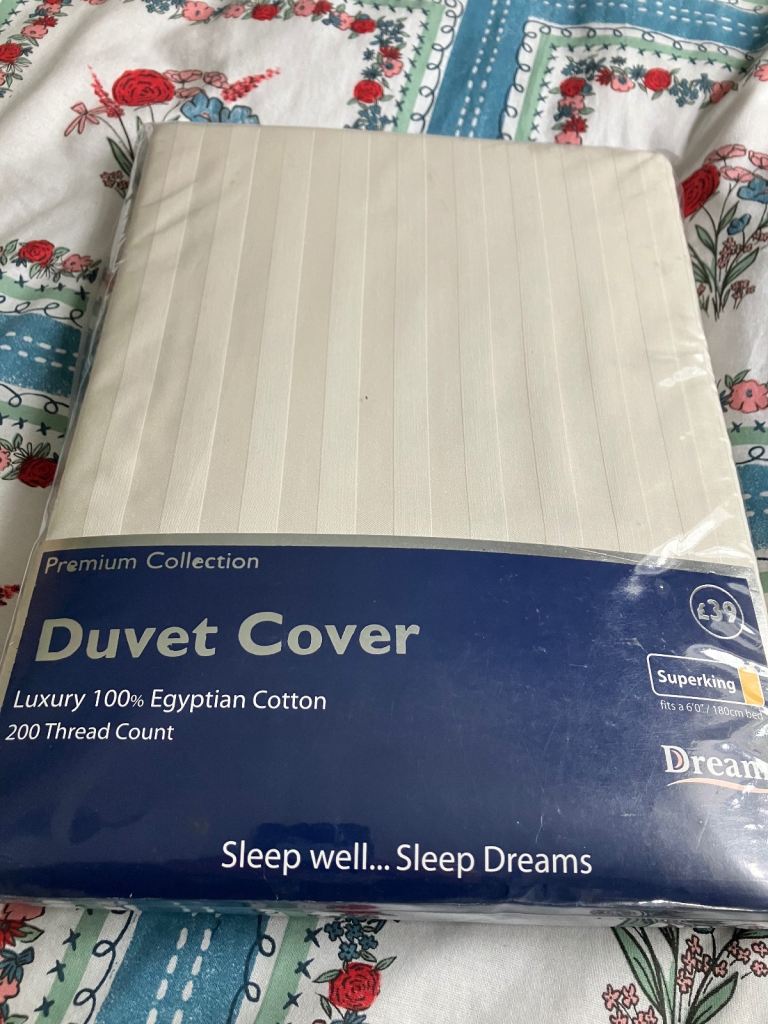 Premium Collection
£39
Duvet Cover
Superking
Luxury 100% Egyptian Cotton
fits a 6'0"/180cm bed
200 Thread Count
Dream
Sleep well... Sleep Dreams